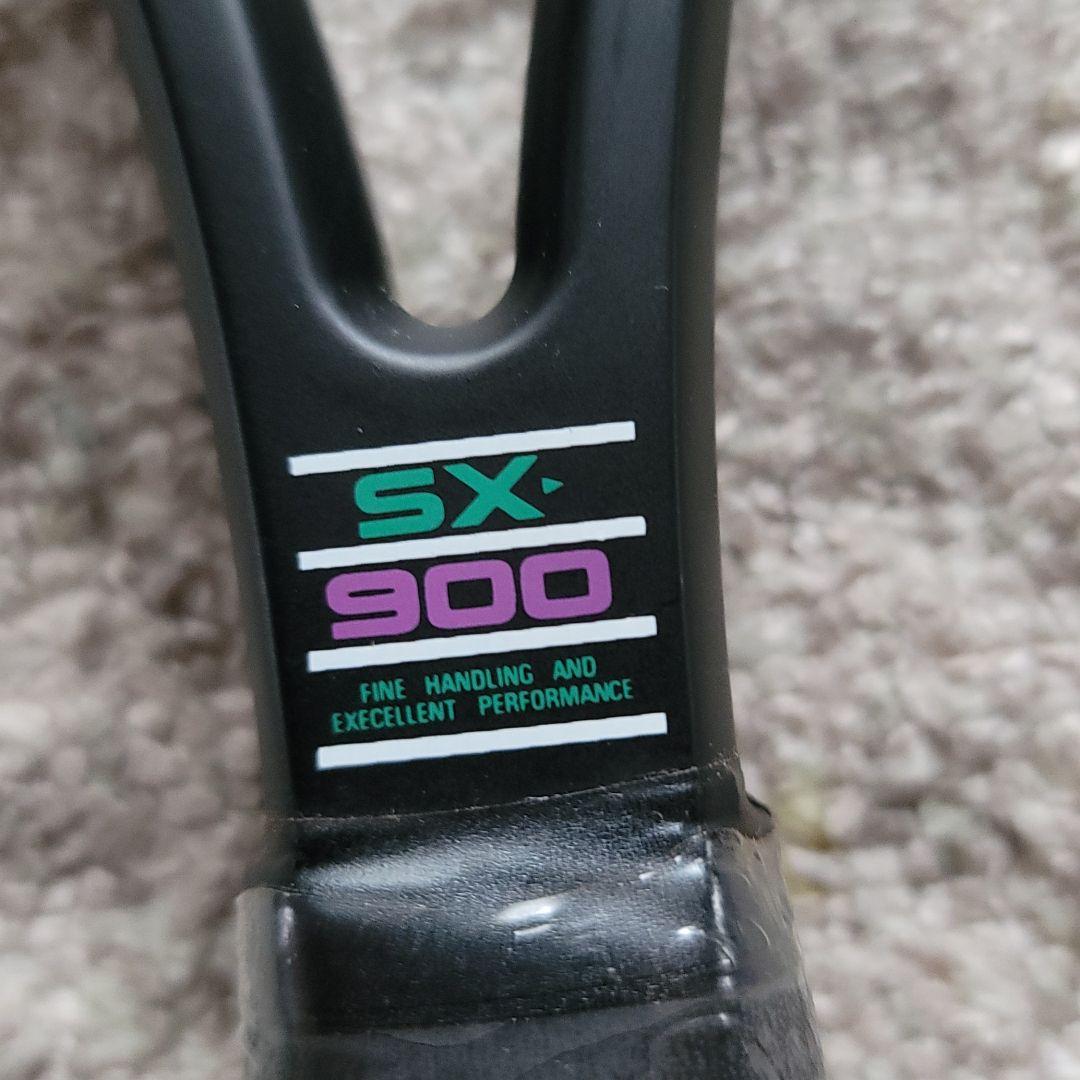 SX-
900
FINE HANDLING AND
EXECELLENT PERFORMANCE